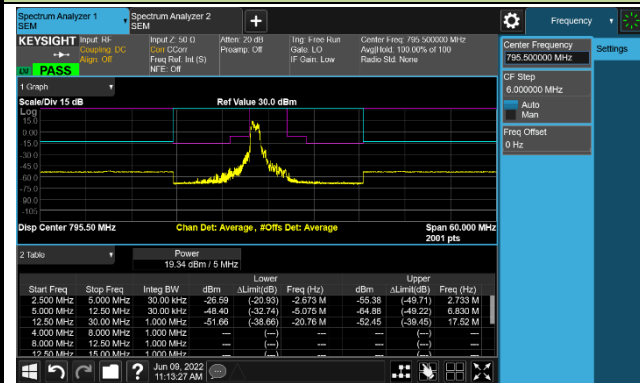 Spectrum Analyzer 1
SEM
Spectrum Analyzer 2
SEM
+
Frequency
KEYSIGHT
Input: RF
Coupling: DC
Align: Off
Input Z: 50 Ω
Corr CCorr
Freq Ref: Int (S)
NFE: Off
Atten: 20 dB
Preamp: Off
Trig: Free Run
Gate: LO
IF Gain: Low
Center Freq: 795.500000 MHz
Avg|Hold: 100.00% of 100
Radio Std: None
PASS
Center Frequency
795.500000 MHz
Settings
CF Step
6.000000 MHz
Auto
Man
Freq Offset
0 Hz
1 Graph
Scale/Div 15 dB
Ref Value 30.0 dBm
Log
15.0
0.00
-15.0
-30.0
-45.0
-60.0
-75.0
-90.0
-105
Disp Center 795.50 MHz
Chan Det: Average, #Offs Det: Average
Span 60.000 MHz
2001 pts
2 Table
Power
19.34 dBm / 5 MHz
Lower Upper
Start Freq Stop Freq Integ BW dBm ΔLimit(dB) Freq (Hz) dBm ΔLimit(dB) Freq (Hz)
2.500 MHz 5.000 MHz 30.00 kHz -26.59 (-20.93) -2.673 M -55.38 (-49.71) 2.733 M
5.000 MHz 12.50 MHz 30.00 kHz -48.40 (-32.74) -5.075 M -64.88 (-49.22) 6.830 M
12.50 MHz 30.00 MHz 1.000 MHz -51.66 (-38.66) -20.76 M -52.45 (-39.45) 17.52 M
4.000 MHz 8.000 MHz 1.000 MHz --- (---) --- --- (---) ---
8.000 MHz 12.50 MHz 1.000 MHz --- (---) --- --- (---) ---
12.50 MHz 15.00 MHz 1.000 MHz --- (---) --- --- (---) ---
?
Jun 09, 2022
11:13:27 AM